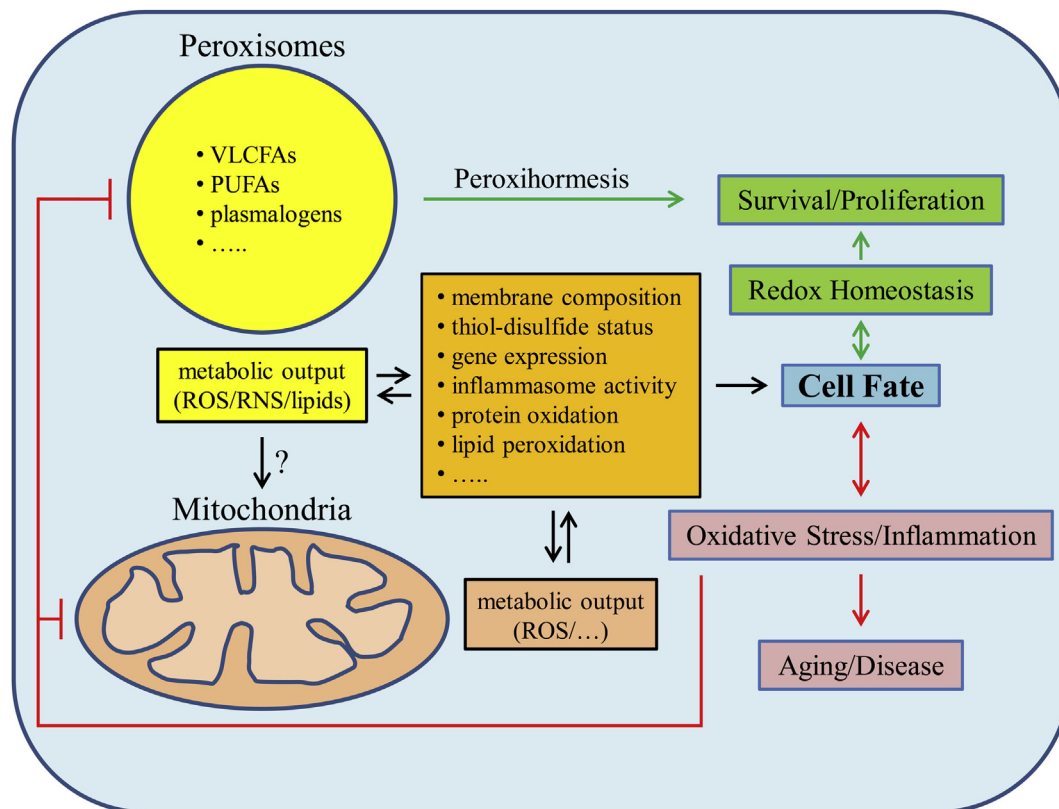 Peroxisomes
• VLCFAs
• PUFAs
• plasmalogens
• …..
Peroxihormesis
Survival/Proliferation
Redox Homeostasis
Cell Fate
• membrane composition
• thiol-disulfide status
• gene expression
• inflammasome activity
• protein oxidation
• lipid peroxidation
• …..
metabolic output
(ROS/RNS/lipids)
?
Mitochondria
metabolic output
(ROS/…)
Oxidative Stress/Inflammation
Aging/Disease